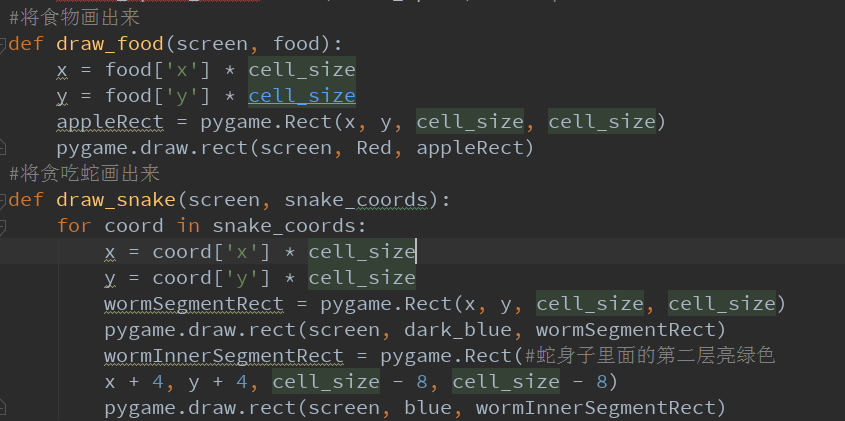 #将食物画出来
def draw_food(screen, food):
    x = food['x'] * cell_size
    y = food['y'] * cell_size
    appleRect = pygame.Rect(x, y, cell_size, cell_size)
    pygame.draw.rect(screen, Red, appleRect)
#将贪吃蛇画出来
def draw_snake(screen, snake_coords):
    for coord in snake_coords:
        x = coord['x'] * cell_size
        y = coord['y'] * cell_size
        wormSegmentRect = pygame.Rect(x, y, cell_size, cell_size)
        pygame.draw.rect(screen, dark_blue, wormSegmentRect)
        wormInnerSegmentRect = pygame.Rect(#蛇身子里面的第二层亮绿色
        x + 4, y + 4, cell_size - 8, cell_size - 8)
        pygame.draw.rect(screen, blue, wormInnerSegmentRect)